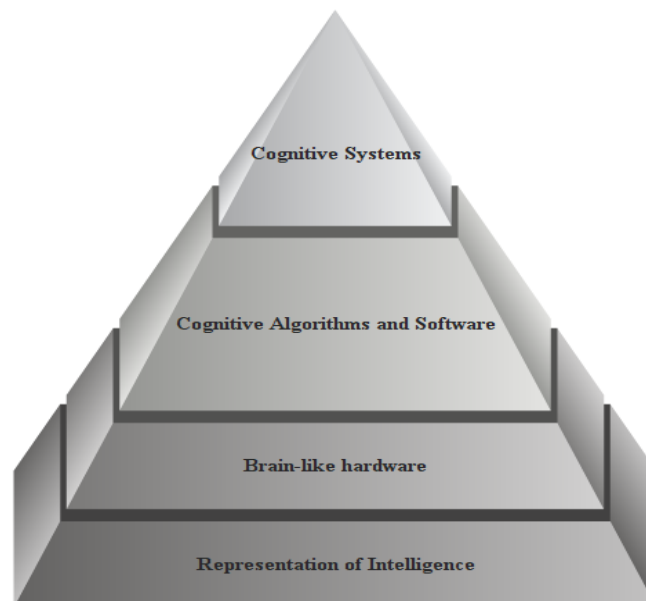 Cognitive Systems
Cognitive Algorithms and Software
Brain-like hardware
Representation of Intelligence